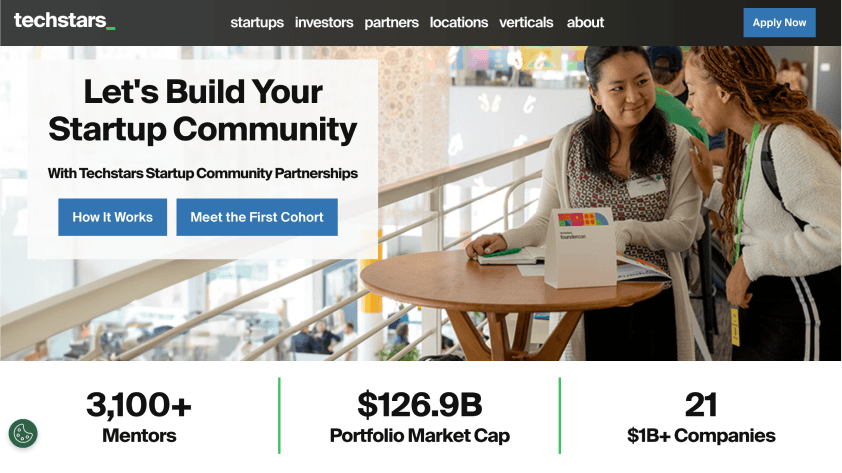 techstars_
startups investors partners locations verticals about
Apply Now
Let's Build Your
Startup Community
With Techstars Startup Community Partnerships
How It Works
Meet the First Cohort
foundercon
3,100+
Mentors
$126.9B
Portfolio Market Cap
21
$1B+ Companies